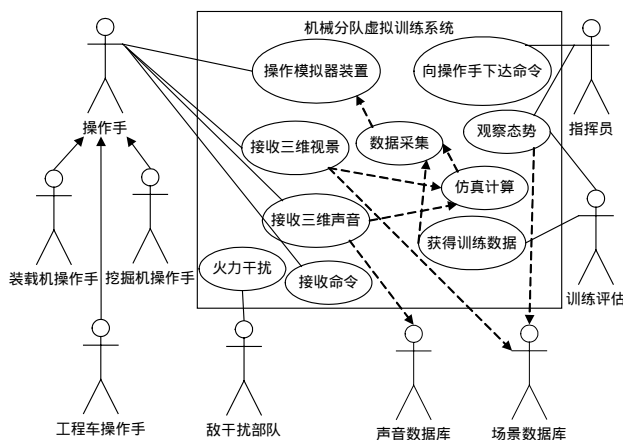 机械分队虚拟训练系统
操作模拟器装置
向操作手下达命令
操作手
指挥员
接收三维视景
数据采集
观察态势
仿真计算
接收三维声音
获得训练数据
装载机操作手
挖掘机操作手
火力干扰
接收命令
训练评估
工程车操作手
敌干扰部队
声音数据库
场景数据库